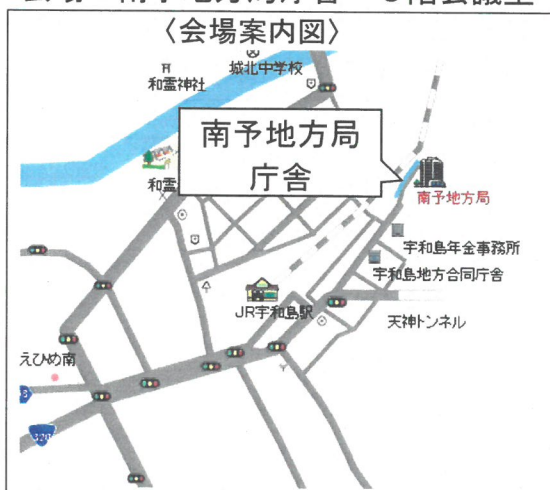 〈会場案内図〉
城北中学校
和霊神社
南予地方局
庁舎
和霊
南予地方局
宇和島年金事務所
宇和島地方合同庁舎
JR宇和島駅
天神トンネル
えひめ南
320